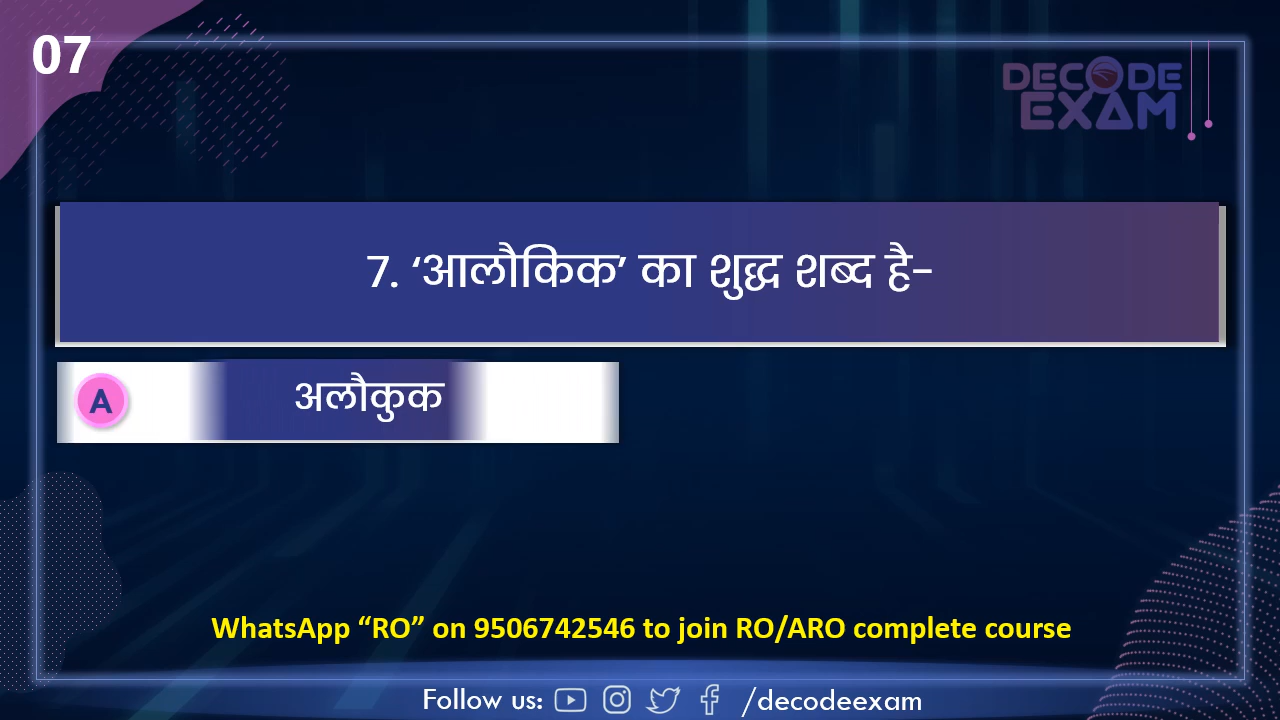 07
DECODE
EXAM
7. ‘आलौकिक’ का शुद्ध शब्द है-
A
अलौकुक
WhatsApp “RO” on 9506742546 to join RO/ARO complete course
Follow us: /decodeexam